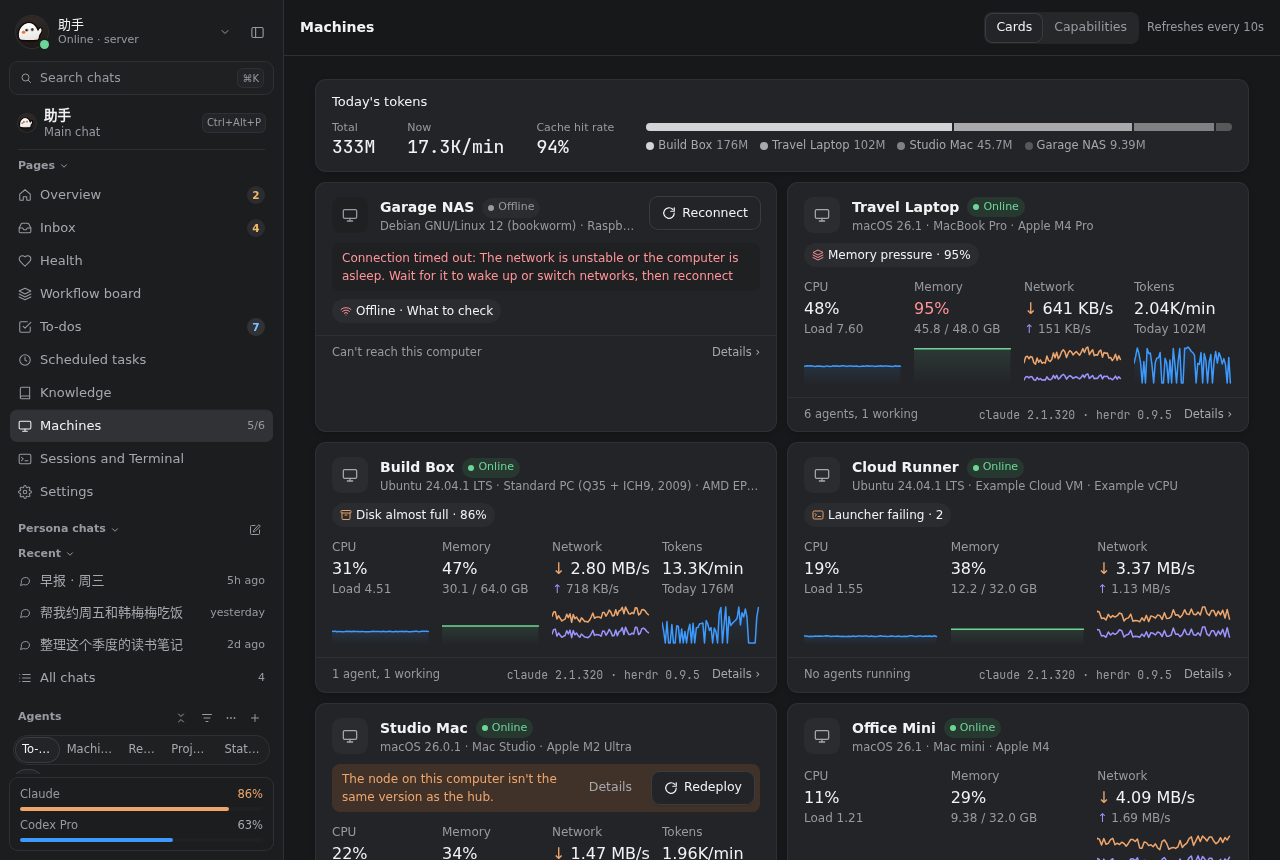 助手
Online · server
Search chats
⌘K
助手
Main chat
Ctrl+Alt+P
Pages
Overview
2
Inbox
4
Health
Workflow board
To-dos
7
Scheduled tasks
Knowledge
Machines
5/6
Sessions and Terminal
Settings
Persona chats
Recent
早报 · 周三
5h ago
帮我约周五和韩梅梅吃饭
yesterday
整理这个季度的读书笔记
2d ago
All chats
4
Agents
To-…
Machi…
Re…
Proj…
Stat…
Claude
86%
Codex Pro
63%
Machines
Cards
Capabilities
Refreshes every 10s
Today's tokens
Total
333M
Now
17.3K/min
Cache hit rate
94%
Build Box 176M
Travel Laptop 102M
Studio Mac 45.7M
Garage NAS 9.39M
Garage NAS
Offline
Debian GNU/Linux 12 (bookworm) · Raspb…
Reconnect
Connection timed out: The network is unstable or the computer is
asleep. Wait for it to wake up or switch networks, then reconnect
Offline · What to check
Can't reach this computer
Details ›
Travel Laptop
Online
macOS 26.1 · MacBook Pro · Apple M4 Pro
Memory pressure · 95%
CPU
48%
Load 7.60
Memory
95%
45.8 / 48.0 GB
Network
↓ 641 KB/s
↑ 151 KB/s
Tokens
2.04K/min
Today 102M
6 agents, 1 working
claude 2.1.320 · herdr 0.9.5
Details ›
Build Box
Online
Ubuntu 24.04.1 LTS · Standard PC (Q35 + ICH9, 2009) · AMD EP…
Disk almost full · 86%
CPU
31%
Load 4.51
Memory
47%
30.1 / 64.0 GB
Network
↓ 2.80 MB/s
↑ 718 KB/s
Tokens
13.3K/min
Today 176M
1 agent, 1 working
claude 2.1.320 · herdr 0.9.5
Details ›
Cloud Runner
Online
Ubuntu 24.04.1 LTS · Example Cloud VM · Example vCPU
Launcher failing · 2
CPU
19%
Load 1.55
Memory
38%
12.2 / 32.0 GB
Network
↓ 3.37 MB/s
↑ 1.13 MB/s
No agents running
claude 2.1.320 · herdr 0.9.5
Details ›
Studio Mac
Online
macOS 26.0.1 · Mac Studio · Apple M2 Ultra
The node on this computer isn't the
same version as the hub.
Details
Redeploy
CPU
22%
Memory
34%
Network
↓ 1.47 MB/s
Tokens
1.96K/min
Office Mini
Online
macOS 26.1 · Mac mini · Apple M4
CPU
11%
Load 1.21
Memory
29%
9.38 / 32.0 GB
Network
↓ 4.09 MB/s
↑ 1.69 MB/s